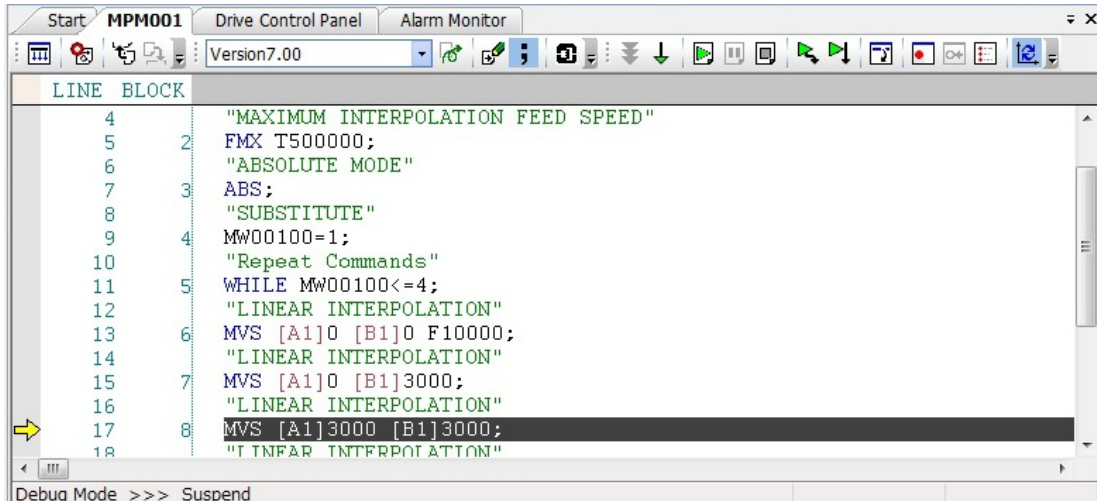 Start MPM001 Drive Control Panel Alarm Monitor
Version7.00
LINE BLOCK
4 "MAXIMUM INTERPOLATION FEED SPEED"
5 2 FMX T500000;
6 "ABSOLUTE MODE"
7 3 ABS;
8 "SUBSTITUTE"
9 4 MW00100=1;
10 "Repeat Commands"
11 5 WHILE MW00100<=4;
12 "LINEAR INTERPOLATION"
13 6 MVS [A1]0 [B1]0 F10000;
14 "LINEAR INTERPOLATION"
15 7 MVS [A1]0 [B1]3000;
16 "LINEAR INTERPOLATION"
17 8 MVS [A1]3000 [B1]3000;
18 "LINEAR INTERPOLATION"
Debug Mode >>> Suspend